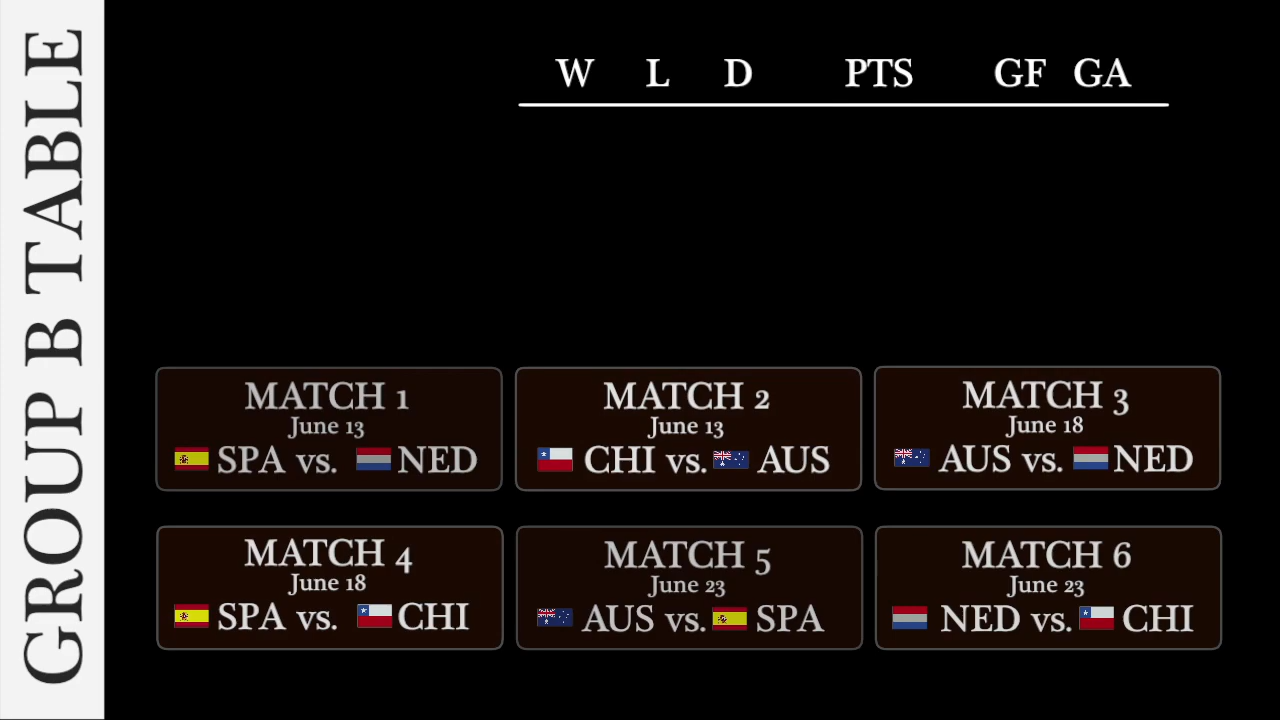 GROUP B TABLE
W L D PTS GF GA
MATCH 1
June 13
SPA vs. NED
MATCH 2
June 13
CHI vs. AUS
MATCH 3
June 18
AUS vs. NED
MATCH 4
June 18
SPA vs. CHI
MATCH 5
June 23
AUS vs. SPA
MATCH 6
June 23
NED vs. CHI